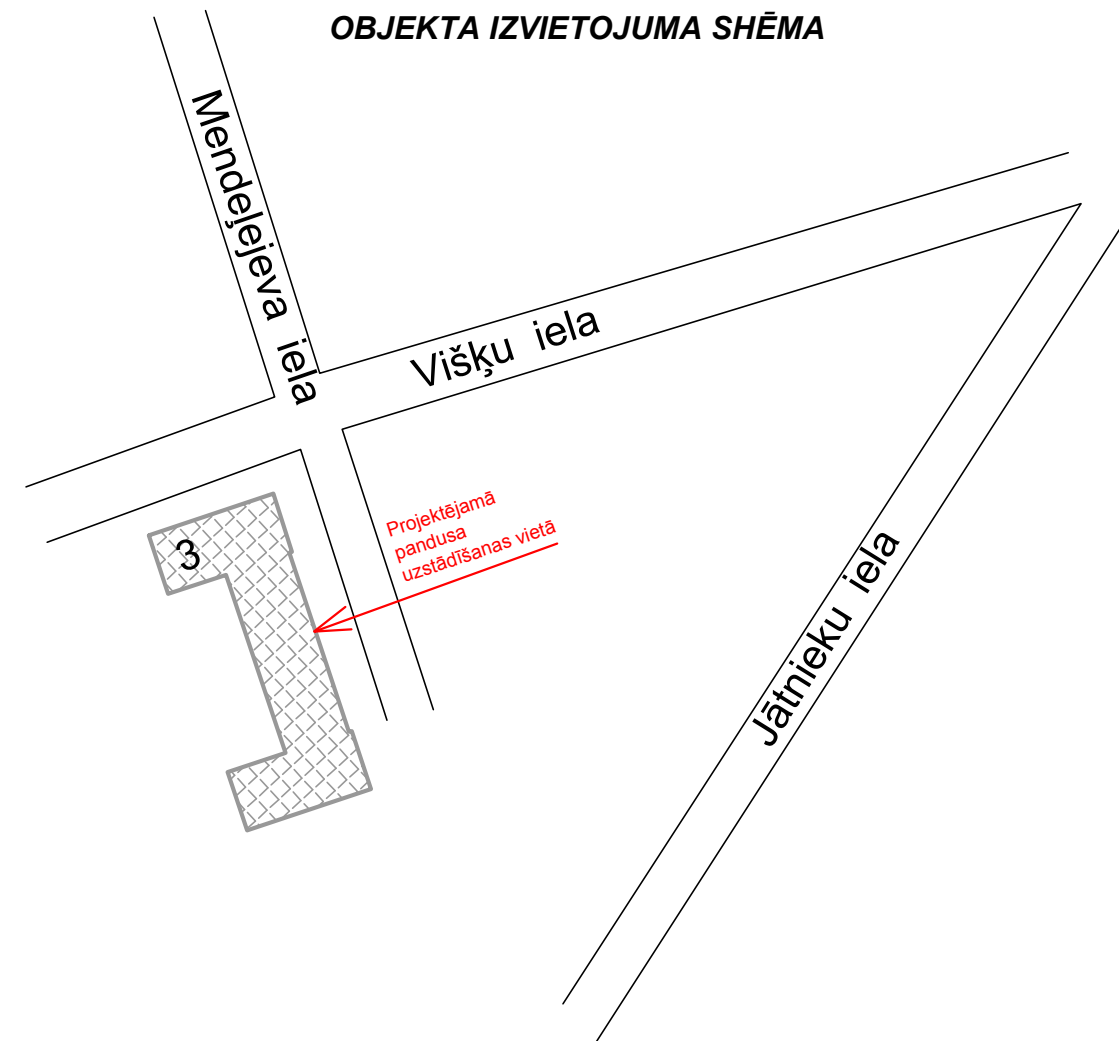 OBJEKTA IZVIETOJUMA SHĒMA
Mendeļejeva iela
Višķu iela
Projektējamā
pandusa
uzstādīšanas vietā
3
Jātnieku iela